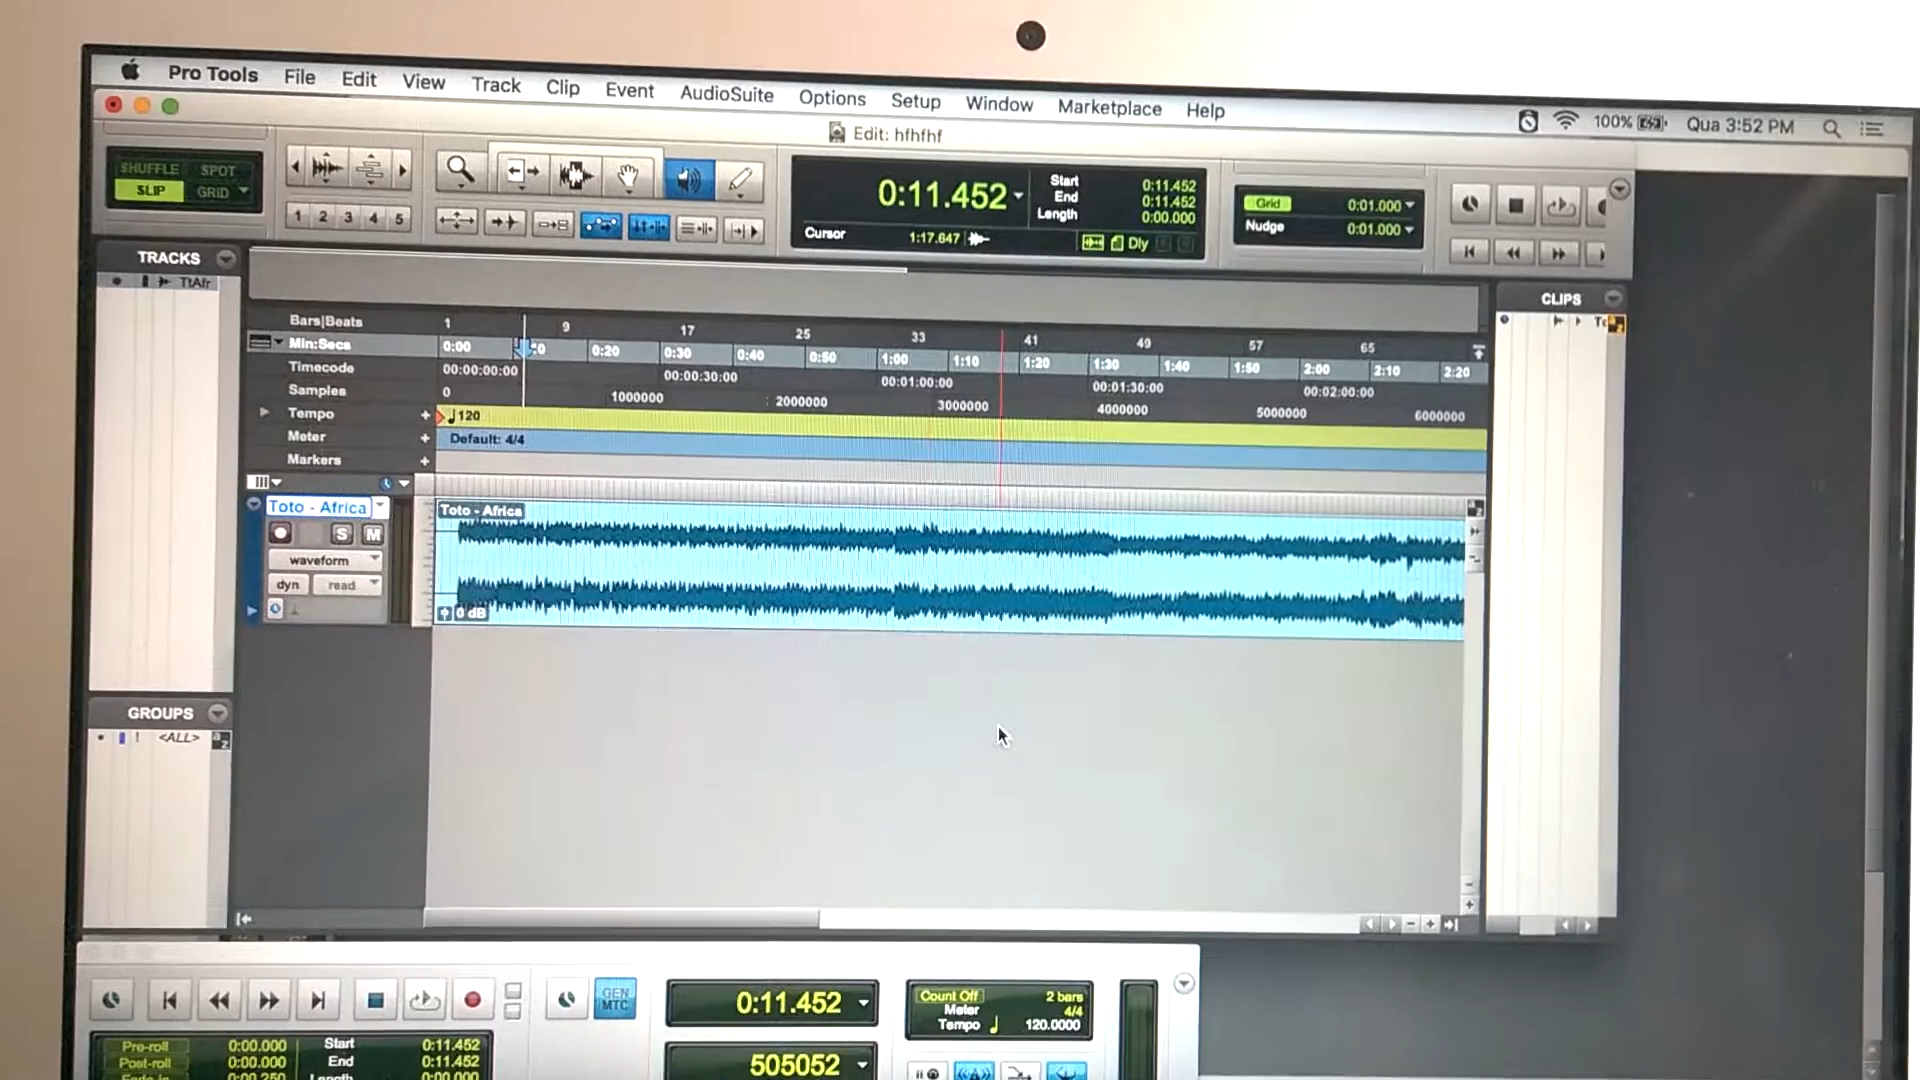 Pro Tools File Edit View Track Clip Event AudioSuite Options Setup Window Marketplace Help 100% Qua 3:52 PM
Edit: hfhfhf
SHUFFLE SPOT
SLIP GRID
1 2 3 4 5
0:11.452
Start 0:11.452
End 0:11.452
Length 0:00.000
Cursor 1:17.647 Dly
Grid 0:01.000
Nudge 0:01.000
TRACKS
TtAfr
CLIPS
Bars|Beats 1 9 17 25 33 41 49 57 65
Min:Secs 0:00 0:20 0:30 0:40 0:50 1:00 1:10 1:20 1:30 1:40 1:50 2:00 2:10 2:20
Timecode 00:00:00:00 00:00:30:00 00:01:00:00 00:01:30:00 00:02:00:00
Samples 0 1000000 2000000 3000000 4000000 5000000 6000000
Tempo 120
Meter Default: 4/4
Markers
Toto - Africa
S M
waveform
dyn read
Toto - Africa
0 dB
GROUPS
! <ALL>
GEN
MTC
0:11.452
505052
Count Off 2 bars
Meter 4/4
Tempo 120.0000
Pre-roll 0:00.000
Post-roll 0:00.000
0:00.250
Start 0:11.452
End 0:11.452
Length 0:00.000